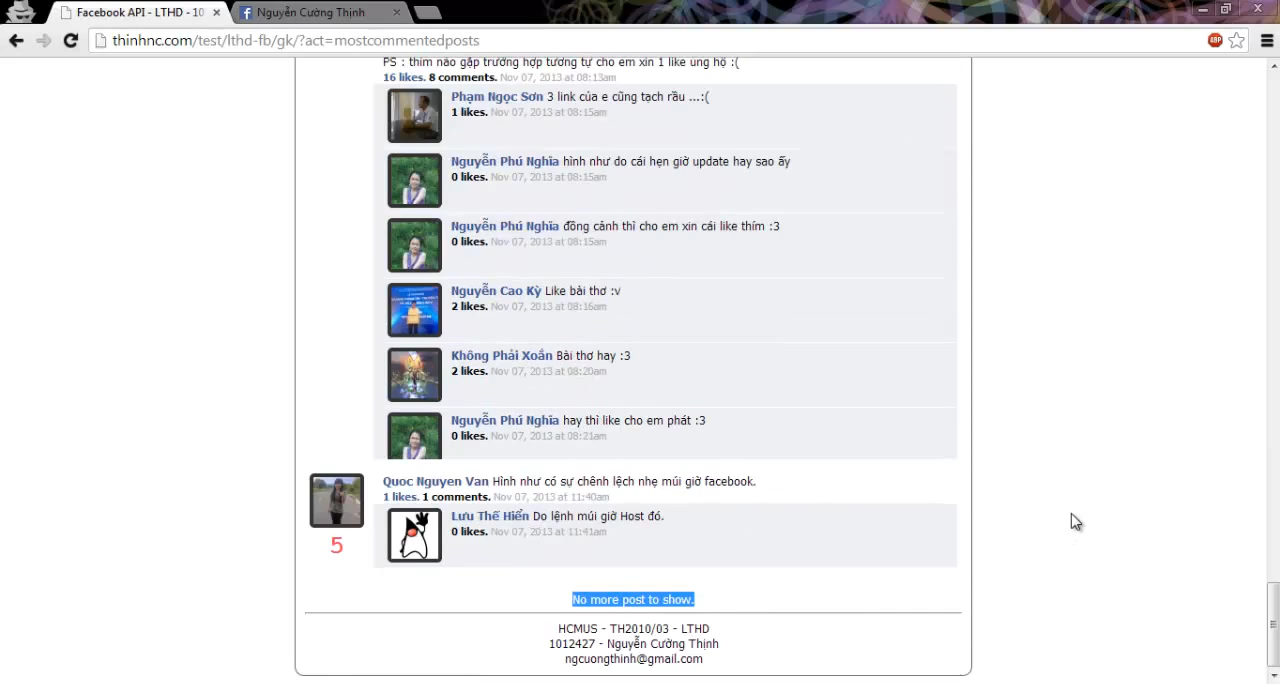 Facebook API - LTHD - 10
Nguyễn Cường Thịnh
thinhnc.com/test/lthd-fb/gk/?act=mostcommentedposts
ABP
PS : thím nào gặp trường hợp tương tự cho em xin 1 like ủng hộ :(
16 likes. 8 comments. Nov 07, 2013 at 08:13am
Phạm Ngọc Sơn 3 link của e cũng tạch rầu ...:(
1 likes. Nov 07, 2013 at 08:15am
Nguyễn Phú Nghĩa hình như do cái hẹn giờ update hay sao ấy
0 likes. Nov 07, 2013 at 08:15am
Nguyễn Phú Nghĩa đồng cảnh thì cho em xin cái like thím :3
0 likes. Nov 07, 2013 at 08:15am
Nguyễn Cao Kỳ Like bài thơ :v
2 likes. Nov 07, 2013 at 08:16am
Không Phải Xoắn Bài thơ hay :3
2 likes. Nov 07, 2013 at 08:20am
Nguyễn Phú Nghĩa hay thì like cho em phát :3
0 likes. Nov 07, 2013 at 08:21am
Quoc Nguyen Van Hình như có sự chênh lệch nhẹ múi giờ facebook.
1 likes. 1 comments. Nov 07, 2013 at 11:40am
5
Lưu Thế Hiển Do lệnh múi giờ Host đó.
0 likes. Nov 07, 2013 at 11:41am
No more post to show.
HCMUS - TH2010/03 - LTHD
1012427 - Nguyễn Cường Thịnh
ngcuongthinh@gmail.com